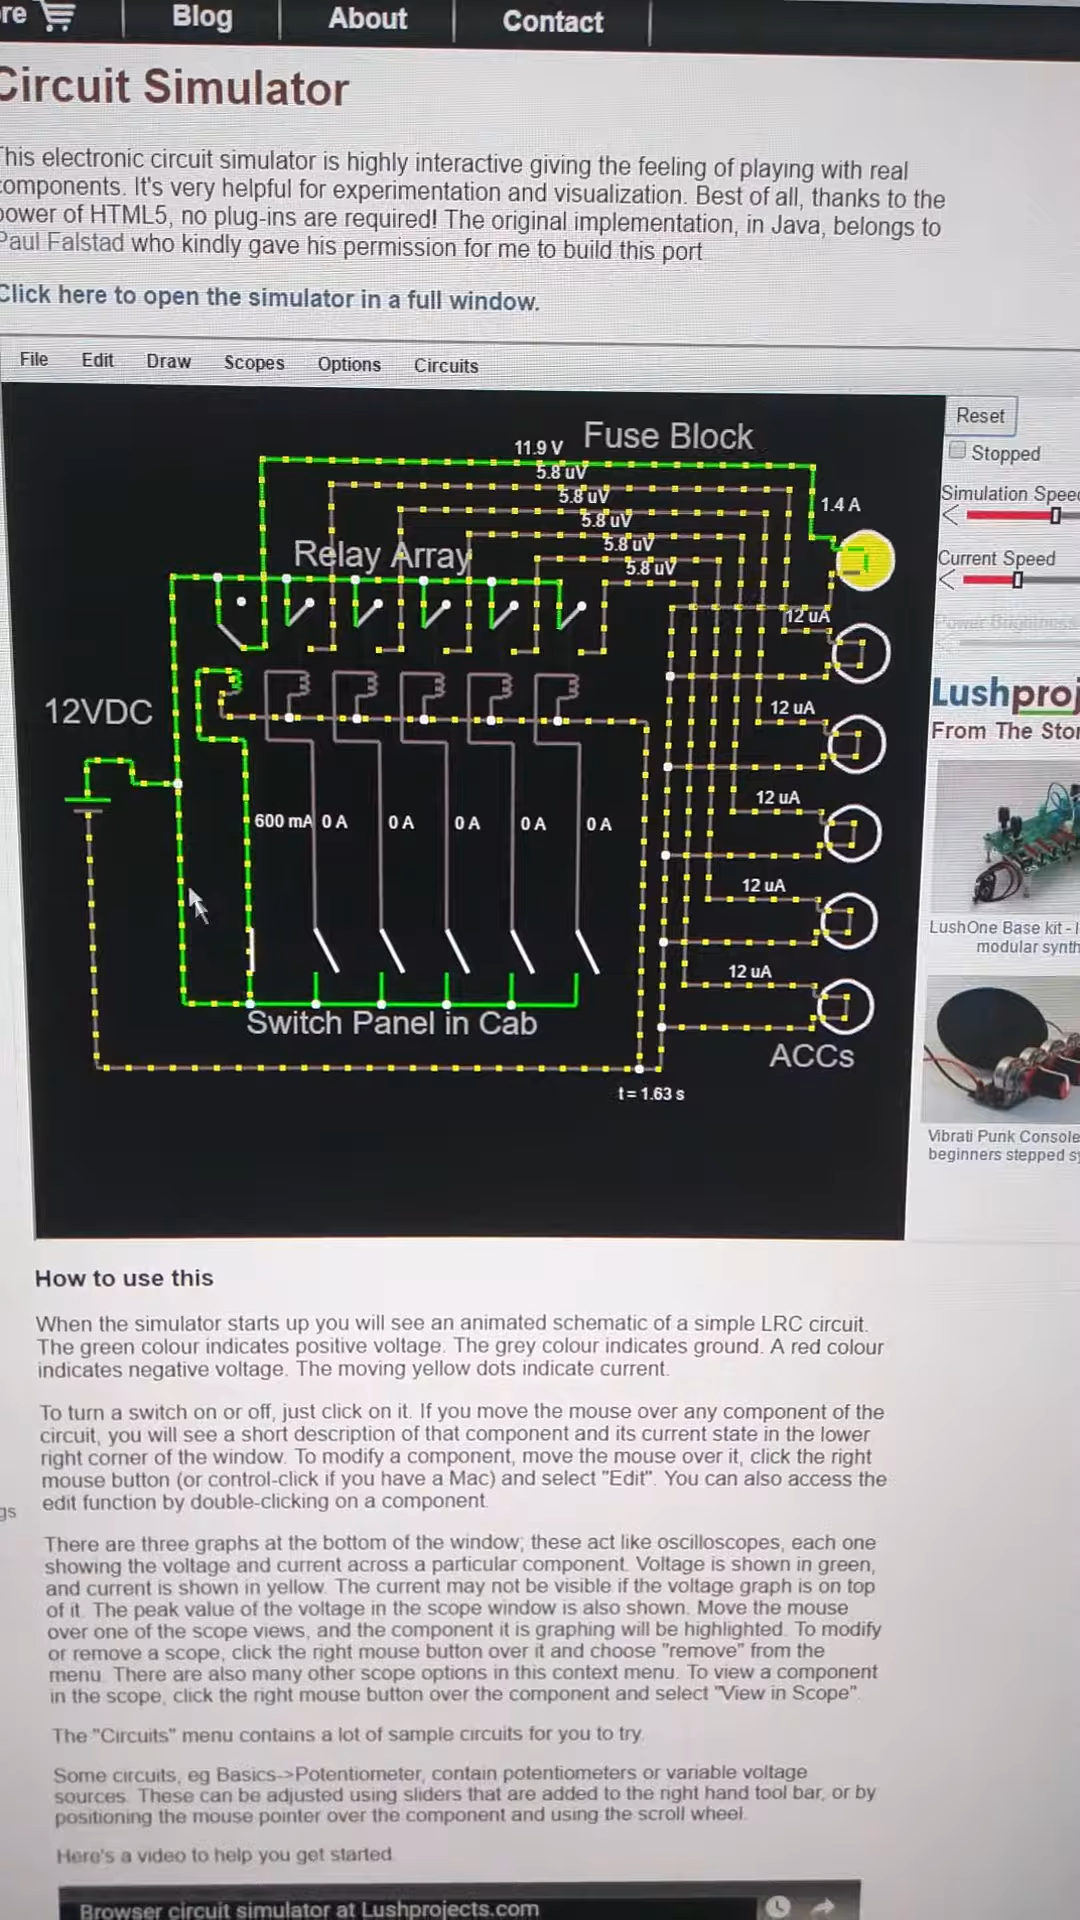 re
Blog
About
Contact
Circuit Simulator
This electronic circuit simulator is highly interactive giving the feeling of playing with real
components. It's very helpful for experimentation and visualization. Best of all, thanks to the
power of HTML5, no plug-ins are required! The original implementation, in Java, belongs to
Paul Falstad who kindly gave his permission for me to build this port
Click here to open the simulator in a full window.
File Edit Draw Scopes Options Circuits
Reset
Stopped
Simulation Spee
Current Speed
Power Brightness
Lushproj
From The Stor
LushOne Base kit -
modular synth
Vibrati Punk Console
beginners stepped s
Fuse Block
11.9 V
5.8 uV
5.8 uV
5.8 uV
5.8 uV
5.8 uV
1.4 A
Relay Array
12 uA
12VDC
12 uA
12 uA
600 mA 0 A 0 A 0 A 0 A 0 A
12 uA
12 uA
Switch Panel in Cab
ACCs
t = 1.63 s
How to use this
When the simulator starts up you will see an animated schematic of a simple LRC circuit.
The green colour indicates positive voltage. The grey colour indicates ground. A red colour
indicates negative voltage. The moving yellow dots indicate current.
To turn a switch on or off, just click on it. If you move the mouse over any component of the
circuit, you will see a short description of that component and its current state in the lower
right corner of the window. To modify a component, move the mouse over it, click the right
mouse button (or control-click if you have a Mac) and select "Edit". You can also access the
edit function by double-clicking on a component.
gs
There are three graphs at the bottom of the window; these act like oscilloscopes, each one
showing the voltage and current across a particular component. Voltage is shown in green,
and current is shown in yellow. The current may not be visible if the voltage graph is on top
of it. The peak value of the voltage in the scope window is also shown. Move the mouse
over one of the scope views, and the component it is graphing will be highlighted. To modify
or remove a scope, click the right mouse button over it and choose "remove" from the
menu. There are also many other scope options in this context menu. To view a component
in the scope, click the right mouse button over the component and select "View in Scope".
The "Circuits" menu contains a lot of sample circuits for you to try.
Some circuits, eg Basics->Potentiometer, contain potentiometers or variable voltage
sources. These can be adjusted using sliders that are added to the right hand tool bar, or by
positioning the mouse pointer over the component and using the scroll wheel.
Here's a video to help you get started.
Browser circuit simulator at Lushprojects.com